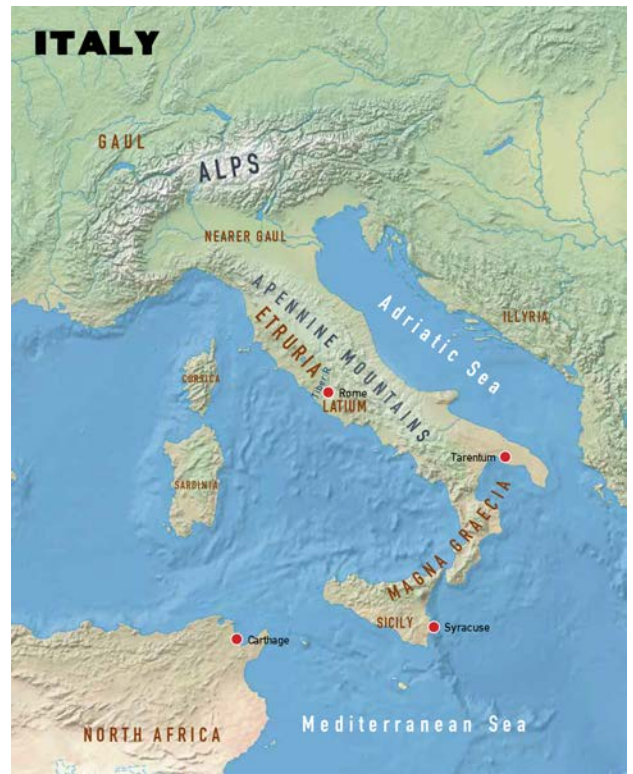 ITALY
GAUL
ALPS
NEARER GAUL
APENNINE MOUNTAINS
ETRURIA
Adriatic Sea
ILLYRIA
CORSICA
Tiber R.
Rome
LATIUM
Tarentum
SARDINIA
MAGNA GRAECIA
SICILY
Syracuse
Carthage
Mediterranean Sea
NORTH AFRICA